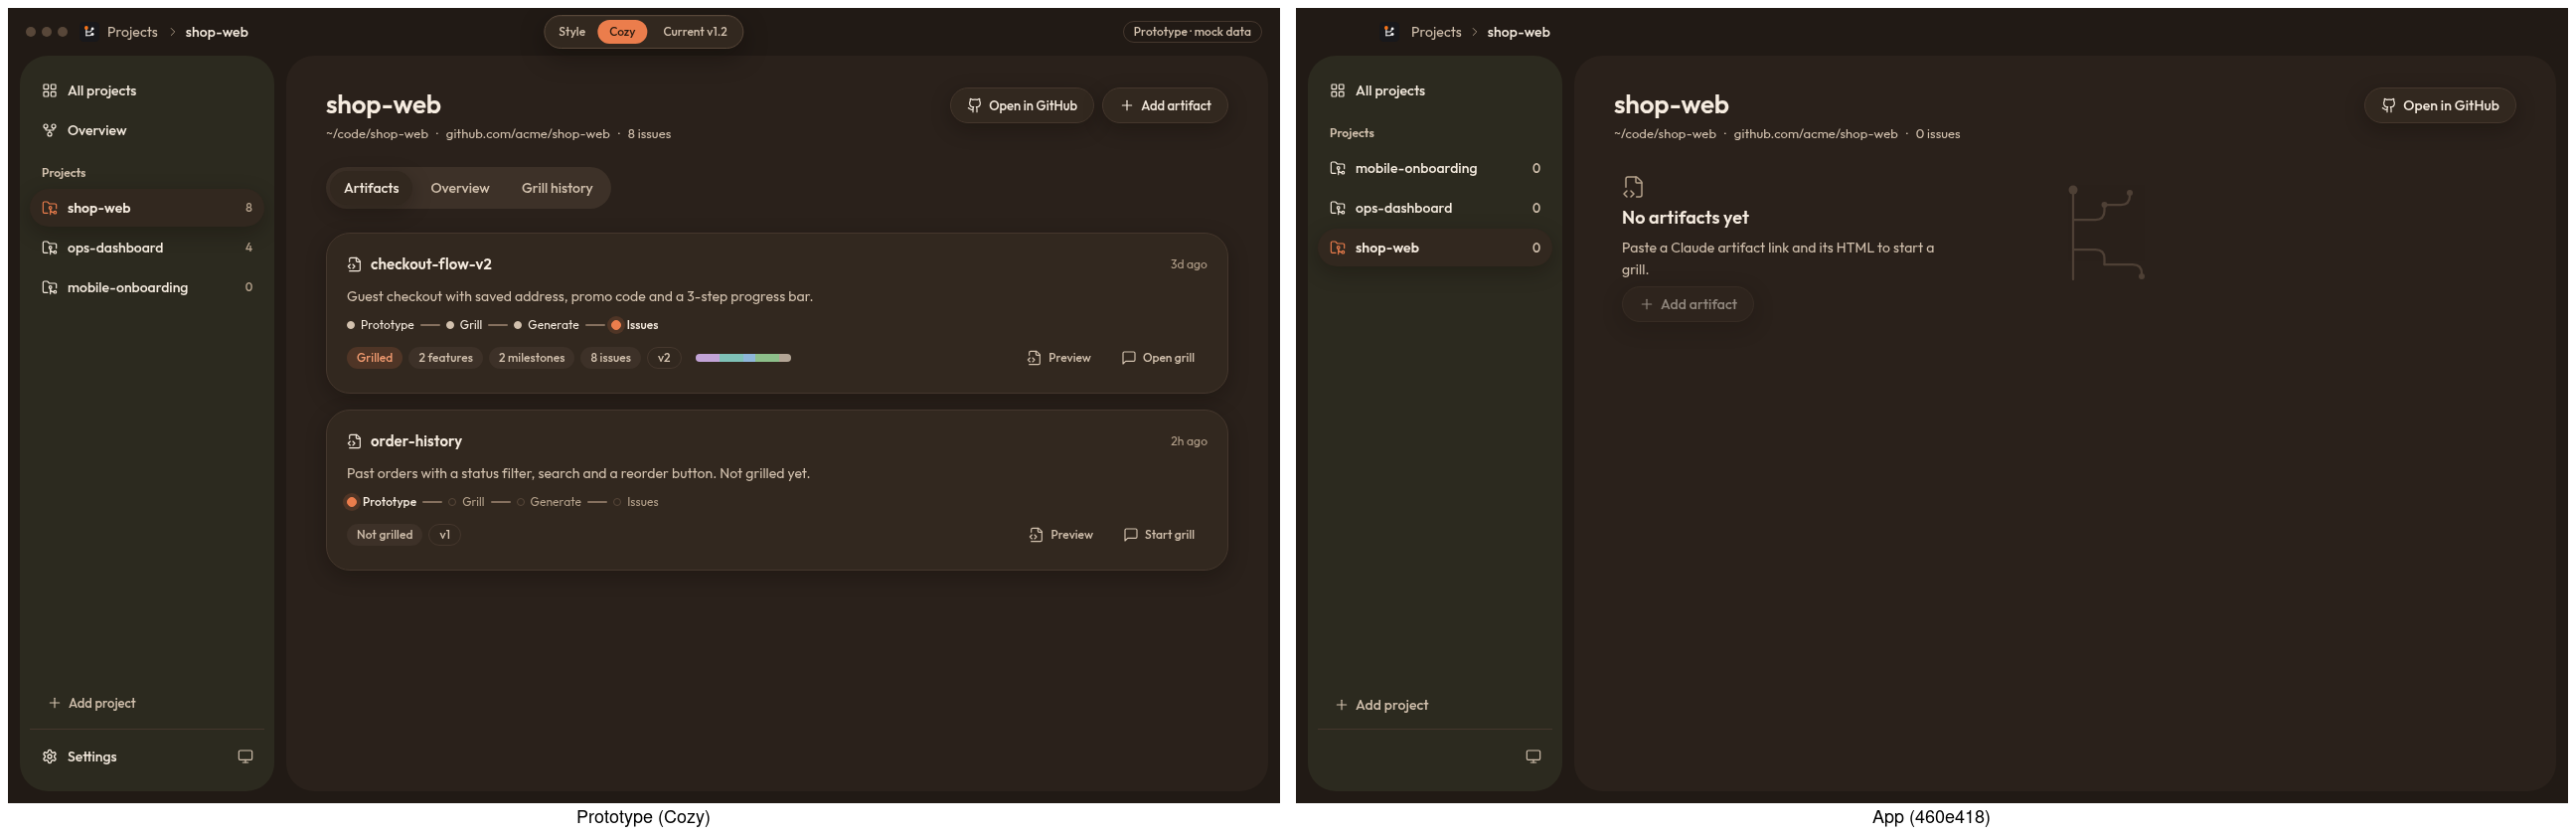 Projects > shop-web
Style Cozy Current v1.2
Prototype · mock data
All projects
Overview
Projects
shop-web 8
ops-dashboard 4
mobile-onboarding 0
Add project
Settings
shop-web
~/code/shop-web · github.com/acme/shop-web · 8 issues
Open in GitHub
Add artifact
Artifacts Overview Grill history
checkout-flow-v2 3d ago
Guest checkout with saved address, promo code and a 3-step progress bar.
Prototype Grill Generate Issues
Grilled 2 features 2 milestones 8 issues v2 Preview Open grill
order-history 2h ago
Past orders with a status filter, search and a reorder button. Not grilled yet.
Prototype Grill Generate Issues
Not grilled v1 Preview Start grill
Prototype (Cozy)
Projects > shop-web
All projects
Projects
mobile-onboarding 0
ops-dashboard 0
shop-web 0
Add project
shop-web
~/code/shop-web · github.com/acme/shop-web · 0 issues
Open in GitHub
No artifacts yet
Paste a Claude artifact link and its HTML to start a
grill.
Add artifact
App (460e418)